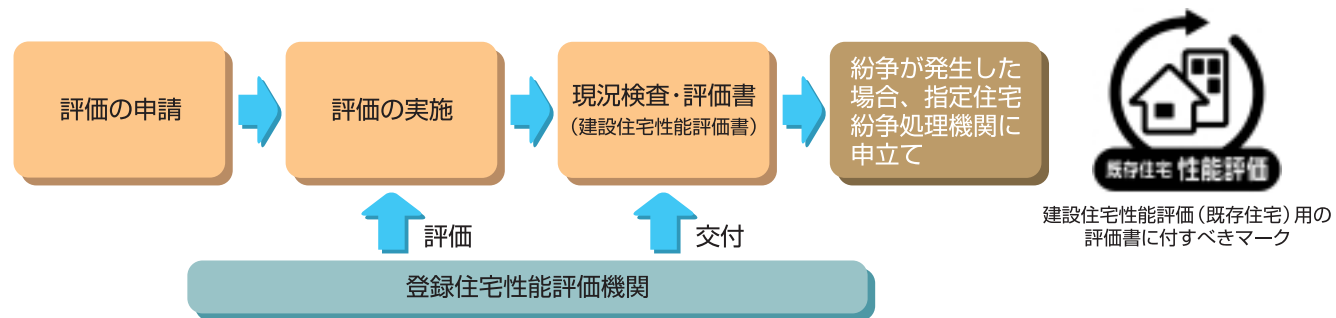 評価の申請
評価の実施
現況検査・評価書
（建設住宅性能評価書）
紛争が発生した
場合、指定住宅
紛争処理機関に
申立て
評価
交付
登録住宅性能評価機関
既存住宅 性能評価
建設住宅性能評価（既存住宅）用の
評価書に付すべきマーク